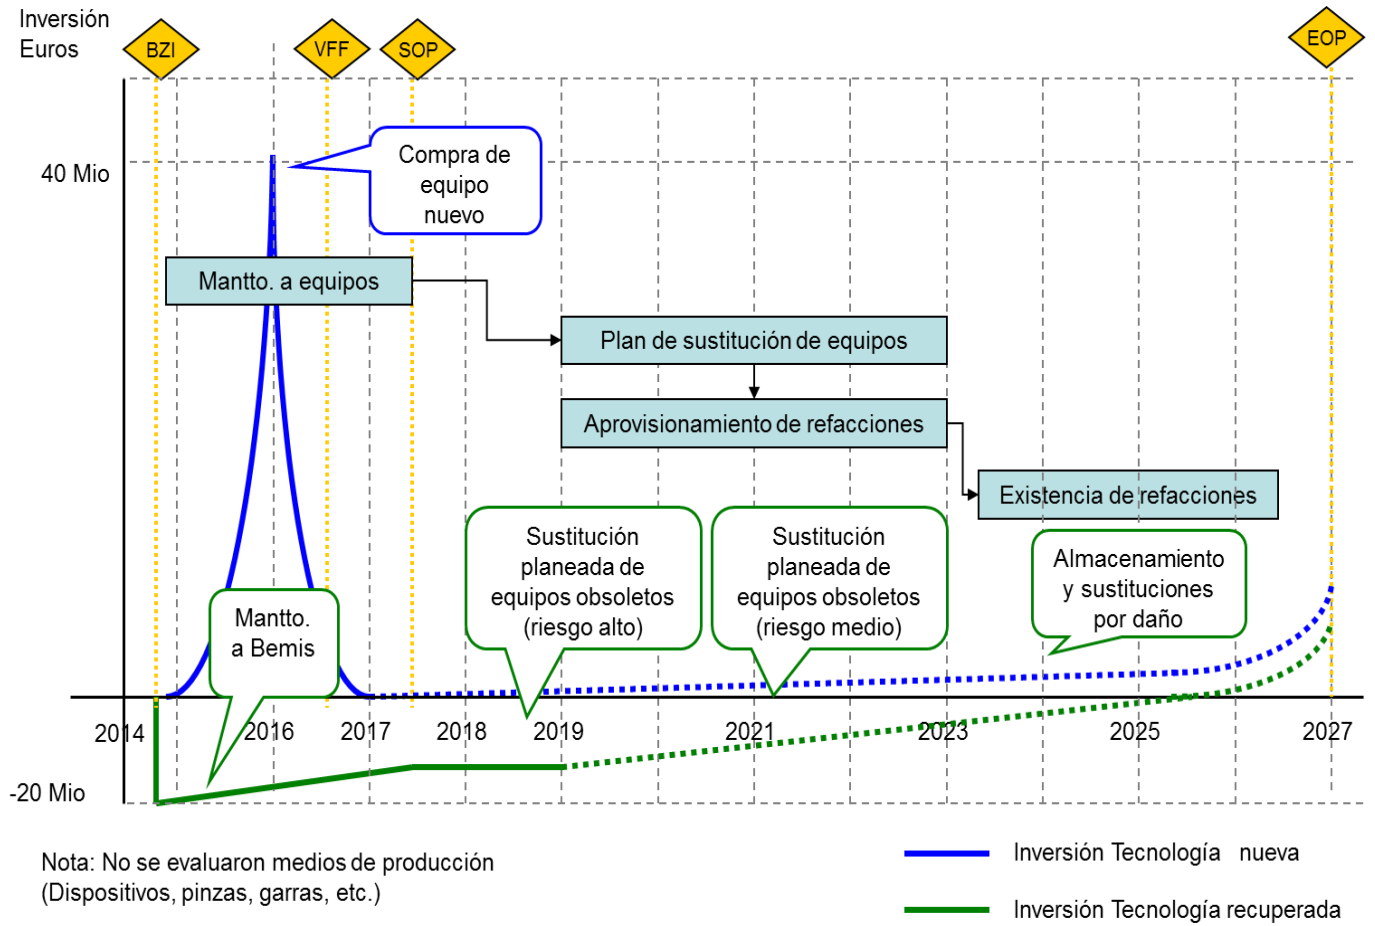 Inversión
Euros
BZI
VFF
SOP
EOP
40 Mio
Compra de
equipo
nuevo
Mantto. a equipos
Plan de sustitución de equipos
Aprovisionamiento de refacciones
Existencia de refacciones
Sustitución
planeada de
equipos obsoletos
(riesgo alto)
Sustitución
planeada de
equipos obsoletos
(riesgo medio)
Almacenamiento
y sustituciones
por daño
Mantto.
a Bemis
2014
2016
2017
2018
2019
2021
2023
2025
2027
-20 Mio
Nota: No se evaluaron medios de producción
(Dispositivos, pinzas, garras, etc.)
Inversión Tecnología nueva
Inversión Tecnología recuperada